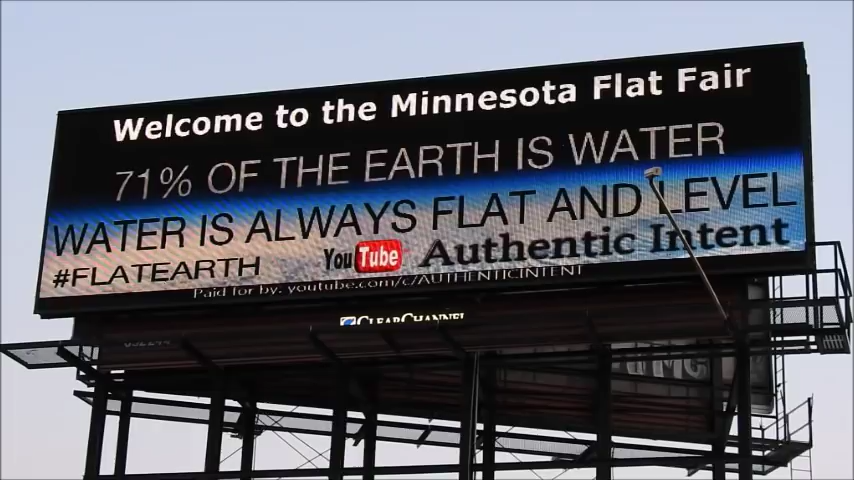 Welcome to the Minnesota Flat Fair
71% OF THE EARTH IS WATER
WATER IS ALWAYS FLAT AND LEVEL
#FLATEARTH YouTube Authentic Intent
Paid for by: youtube.com/c/AUTHENTICINTENT
CLEAR CHANNEL